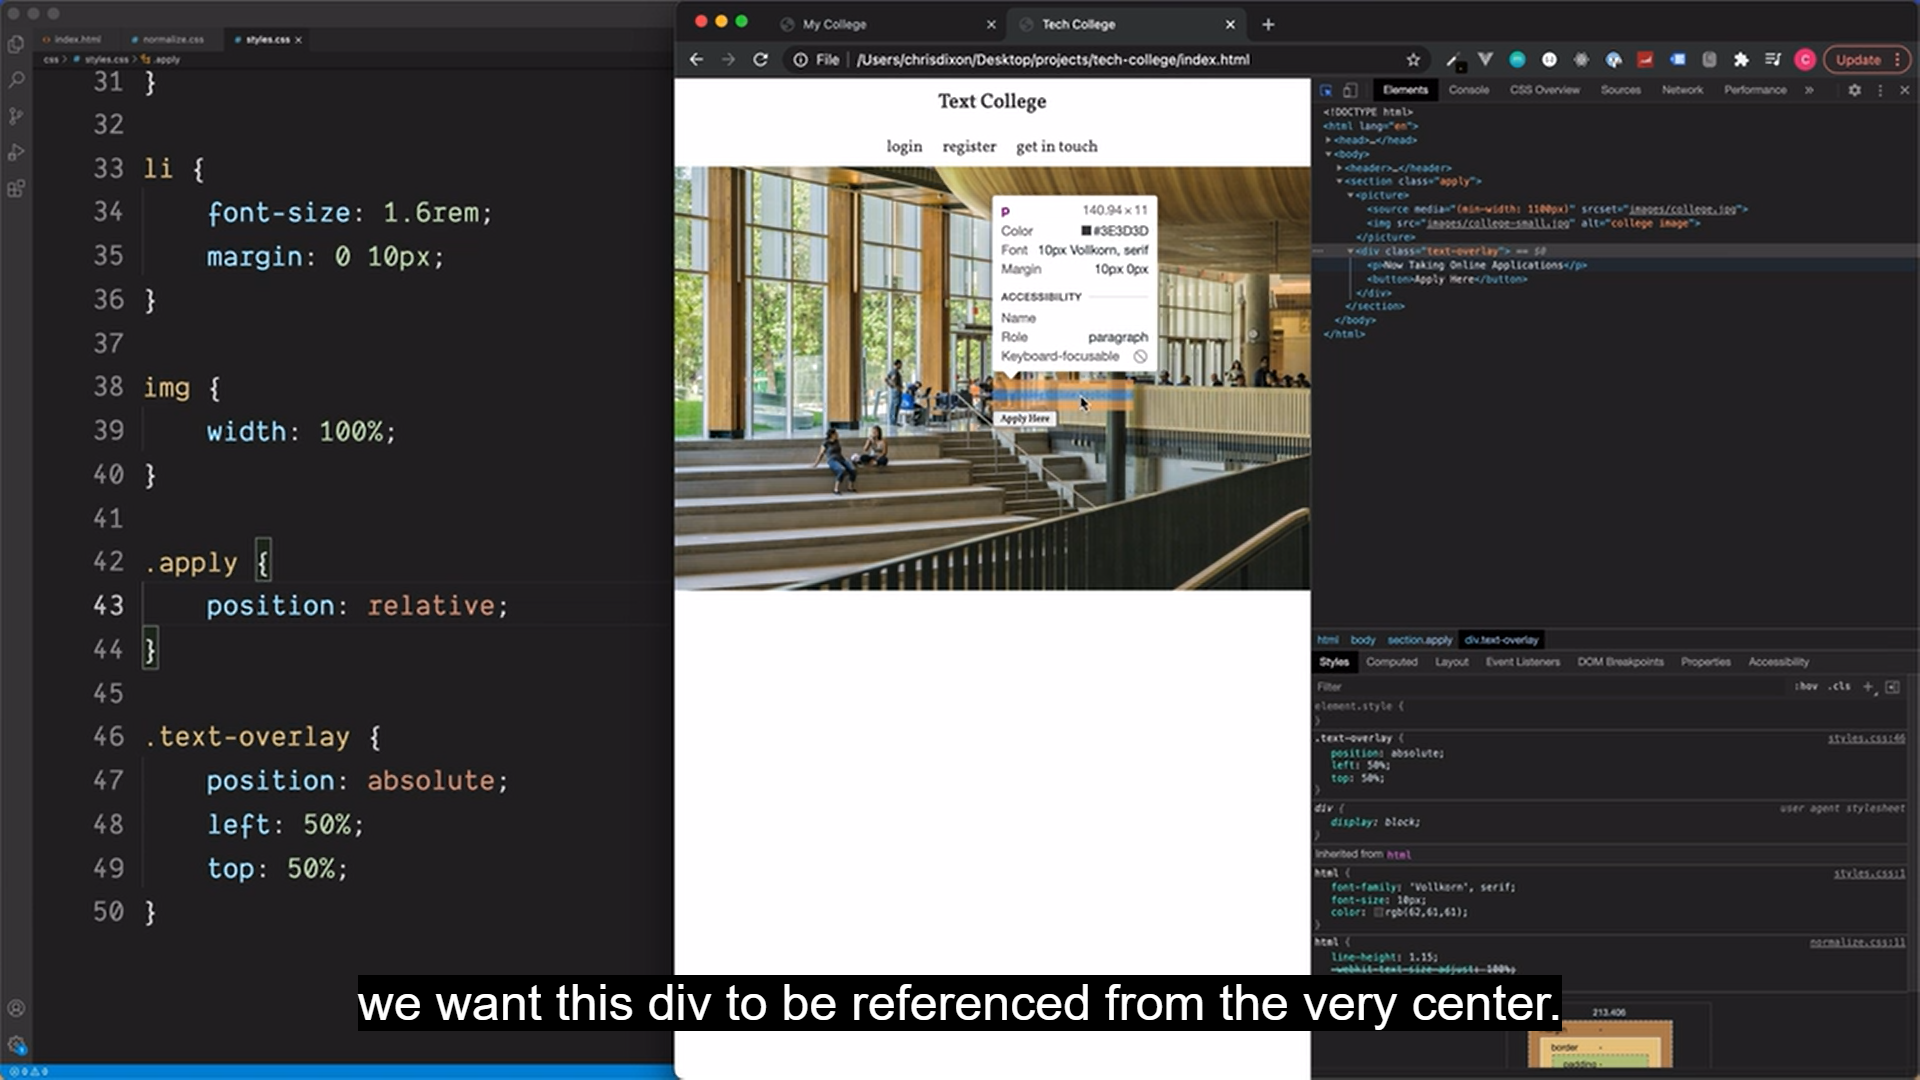 index.html
normalize.css
styles.css
css > styles.css > .apply
31 }
32
33 li {
34 font-size: 1.6rem;
35 margin: 0 10px;
36 }
37
38 img {
39 width: 100%;
40 }
41
42 .apply {
43 position: relative;
44 }
45
46 .text-overlay {
47 position: absolute;
48 left: 50%;
49 top: 50%;
50 }
My College
Tech College
File
/Users/chrisdixon/Desktop/projects/tech-college/index.html
C
Update
Text College
login register get in touch
p 140.94 × 11
Color #3E3D3D
Font 10px Vollkorn, serif
Margin 10px 0px
ACCESSIBILITY
Name
Role paragraph
Keyboard-focusable
Apply Here
Elements Console CSS Overview Sources Network Performance »
<!DOCTYPE html>
<html lang="en">
<head>…</head>
<body>
<header>…</header>
<section class="apply">
<picture>
<source media="(min-width: 1100px)" srcset="images/college.jpg">
<img src="images/college-small.jpg" alt="college image">
</picture>
<div class="text-overlay"> == $0
<p>Now Taking Online Applications</p>
<button>Apply Here</button>
</div>
</section>
</body>
</html>
html body section.apply div.text-overlay
Styles Computed Layout Event Listeners DOM Breakpoints Properties Accessibility
Filter
:hov .cls +
element.style {
}
.text-overlay { styles.css:46
position: absolute;
left: 50%;
top: 50%;
}
div { user agent stylesheet
display: block;
}
Inherited from html
html { styles.css:1
font-family: 'Vollkorn', serif;
font-size: 10px;
color: rgb(62,61,61);
}
html { normalize.css:11
line-height: 1.15;
-webkit-text-size-adjust: 100%;
we want this div to be referenced from the very center.
213.406
border -
padding -